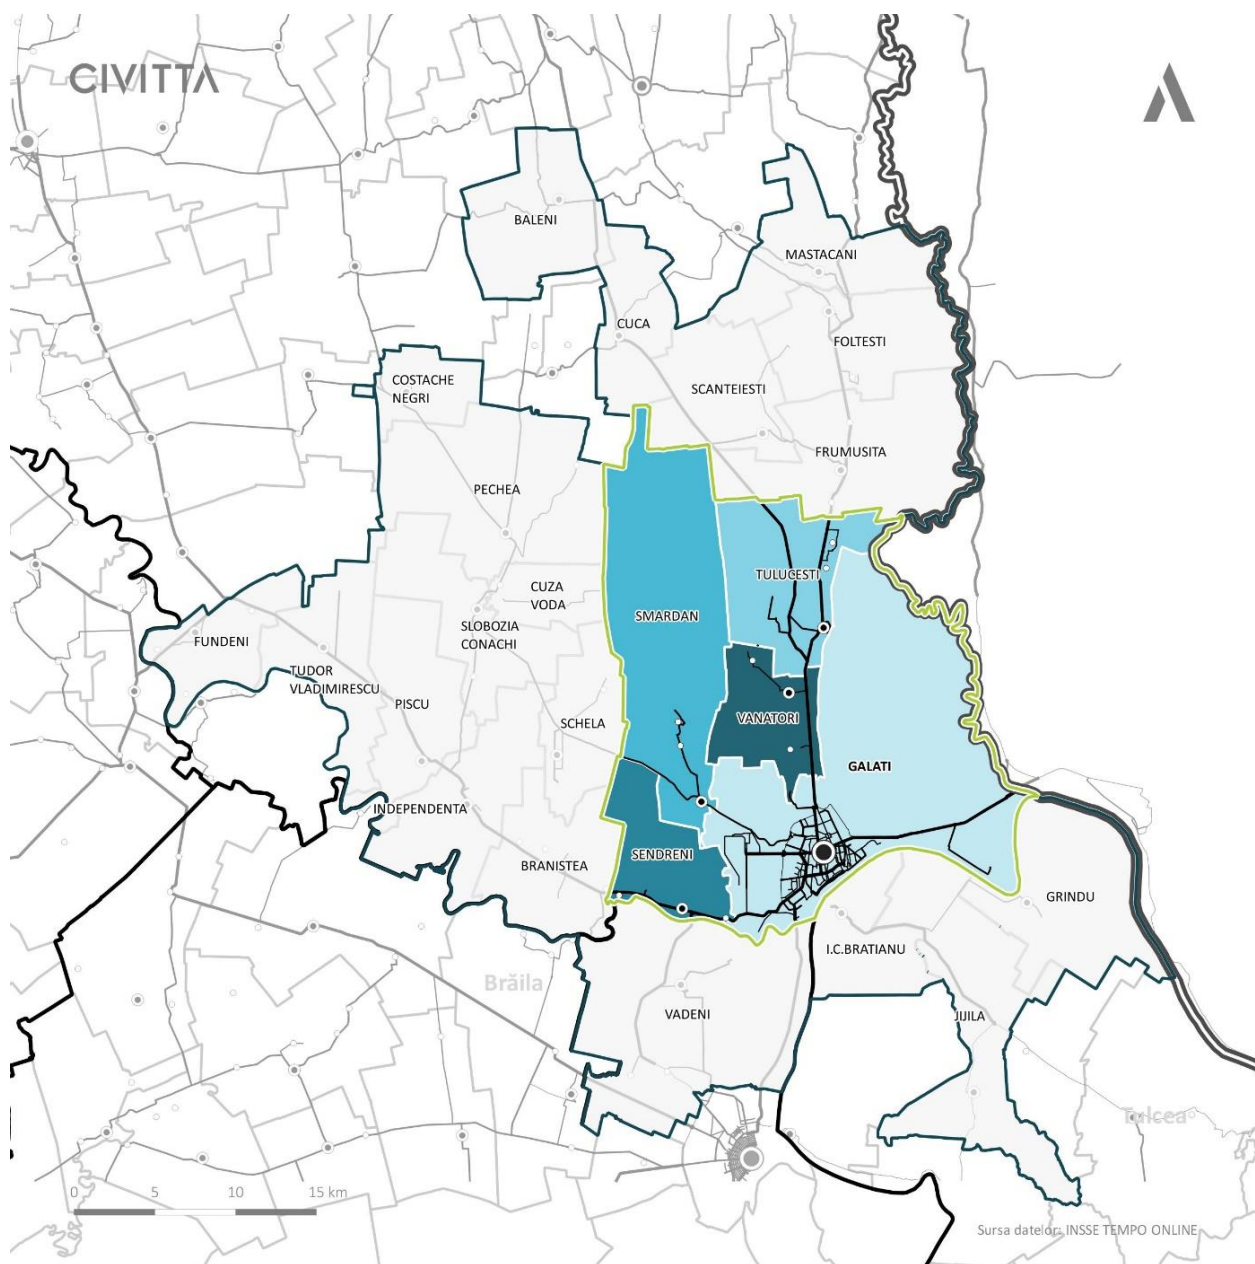 CIVITTA
BALENI
MASTACANI
CUCA
FOLTESTI
COSTACHE
NEGRI
SCANTEIESTI
FRUMUSITA
PECHEA
TULUCESTI
CUZA
VODA
SMARDAN
SLOBOZIA
CONACHI
FUNDENI
TUDOR
VLADIMIRESCU
PISCU
SCHELA
VANATORI
GALATI
INDEPENDENTA
BRANISTEA
SENDRENI
GRINDU
I.C.BRATIANU
Brăila
VADENI
JIJILA
Tulcea
0 5 10 15 km
Sursa datelor: INSSE TEMPO ONLINE